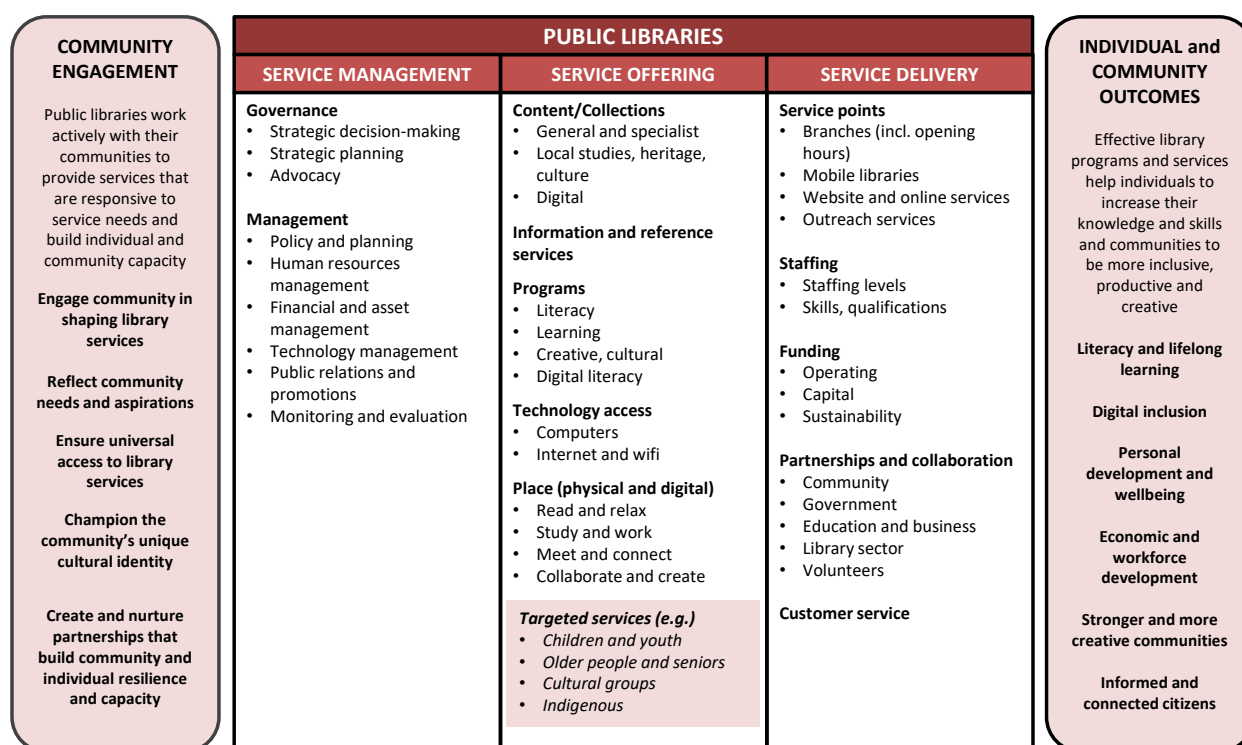 COMMUNITY
ENGAGEMENT
Public libraries work
actively with their
communities to
provide services that
are responsive to
service needs and
build individual and
community capacity
Engage community in
shaping library
services
Reflect community
needs and aspirations
Ensure universal
access to library
services
Champion the
community’s unique
cultural identity
Create and nurture
partnerships that
build community and
individual resilience
and capacity
PUBLIC LIBRARIES
SERVICE MANAGEMENT
Governance
• Strategic decision-making
• Strategic planning
• Advocacy
Management
• Policy and planning
• Human resources
management
• Financial and asset
management
• Technology management
• Public relations and
promotions
• Monitoring and evaluation
SERVICE OFFERING
Content/Collections
• General and specialist
• Local studies, heritage,
culture
• Digital
Information and reference
services
Programs
• Literacy
• Learning
• Creative, cultural
• Digital literacy
Technology access
• Computers
• Internet and wifi
Place (physical and digital)
• Read and relax
• Study and work
• Meet and connect
• Collaborate and create
Targeted services (e.g.)
• Children and youth
• Older people and seniors
• Cultural groups
• Indigenous
SERVICE DELIVERY
Service points
• Branches (incl. opening
hours)
• Mobile libraries
• Website and online services
• Outreach services
Staffing
• Staffing levels
• Skills, qualifications
Funding
• Operating
• Capital
• Sustainability
Partnerships and collaboration
• Community
• Government
• Education and business
• Library sector
• Volunteers
Customer service
INDIVIDUAL and
COMMUNITY
OUTCOMES
Effective library
programs and services
help individuals to
increase their
knowledge and skills
and communities to
be more inclusive,
productive and
creative
Literacy and lifelong
learning
Digital inclusion
Personal
development and
wellbeing
Economic and
workforce
development
Stronger and more
creative communities
Informed and
connected citizens